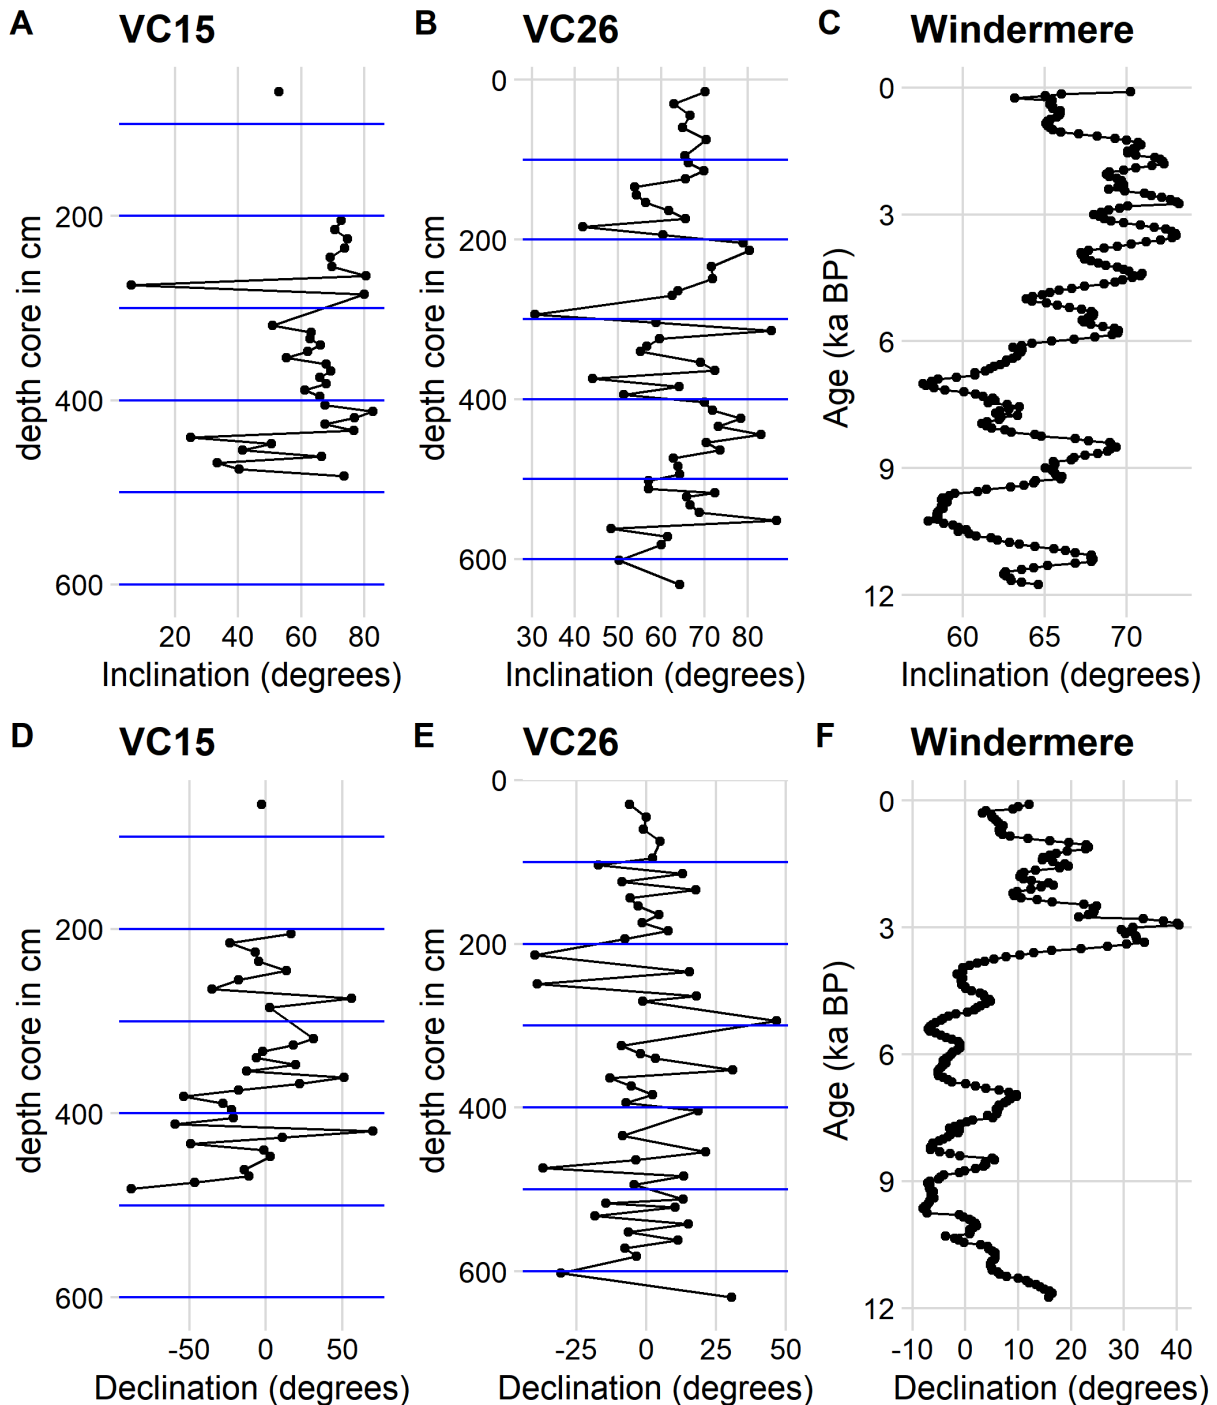 A VC15
B VC26
C Windermere
depth core in cm
200
400
600
20 40 60 80
Inclination (degrees)
depth core in cm
0
200
400
600
30 40 50 60 70 80
Inclination (degrees)
Age (ka BP)
0
3
6
9
12
60 65 70
Inclination (degrees)
D VC15
E VC26
F Windermere
depth core in cm
200
400
600
-50 0 50
Declination (degrees)
depth core in cm
0
200
400
600
-25 0 25 50
Declination (degrees)
Age (ka BP)
0
3
6
9
12
-10 0 10 20 30 40
Declination (degrees)